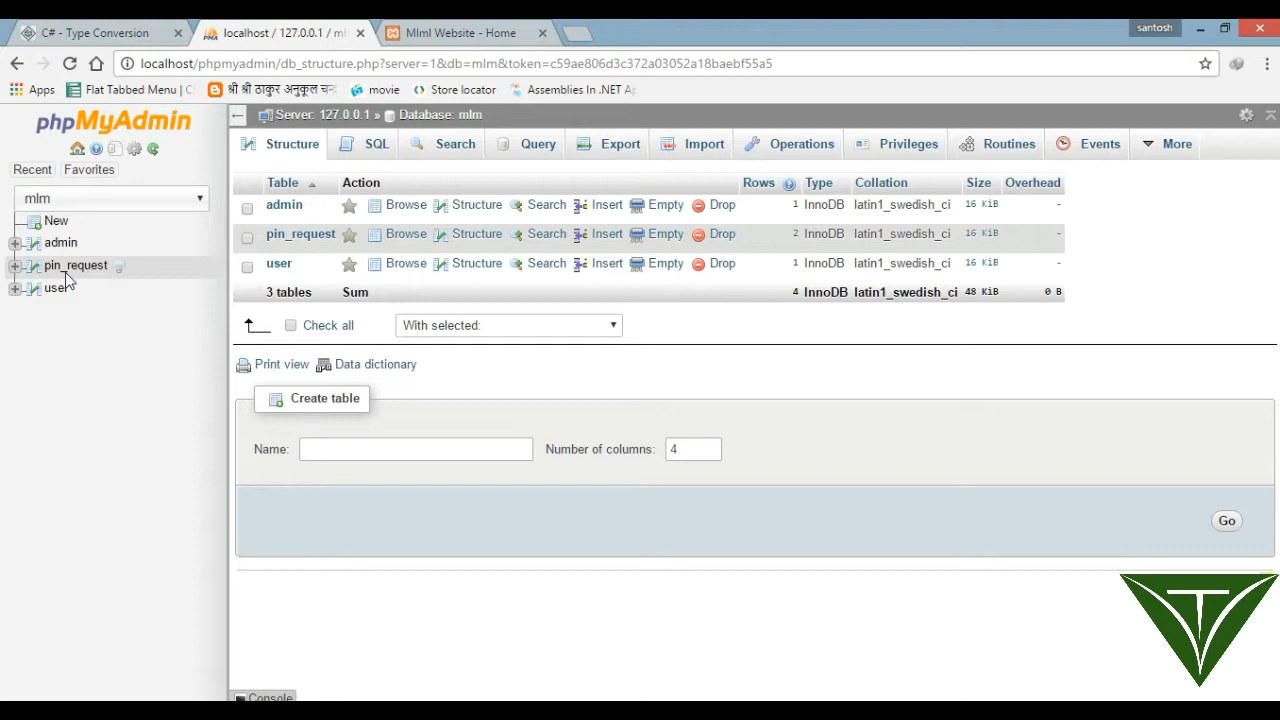 C# - Type Conversion
localhost / 127.0.0.1 / ml
Mlml Website - Home
santosh
localhost/phpmyadmin/db_structure.php?server=1&db=mlm&token=c59ae806d3c372a03052a18baebf55a5
Apps Flat Tabbed Menu | C श्री श्री ठाकुर अनुकूल चन् movie Store locator Assemblies In .NET Ap
phpMyAdmin
Recent Favorites
mlm
New
admin
pin_request
user
Server: 127.0.0.1 » Database: mlm
Structure SQL Search Query Export Import Operations Privileges Routines Events More
Table Action Rows Type Collation Size Overhead
admin Browse Structure Search Insert Empty Drop 1 InnoDB latin1_swedish_ci 16 KiB -
pin_request Browse Structure Search Insert Empty Drop 2 InnoDB latin1_swedish_ci 16 KiB -
user Browse Structure Search Insert Empty Drop 1 InnoDB latin1_swedish_ci 16 KiB -
3 tables Sum 4 InnoDB latin1_swedish_ci 48 KiB 0 B
Check all With selected:
Print view Data dictionary
Create table
Name: Number of columns: 4
Go
Console